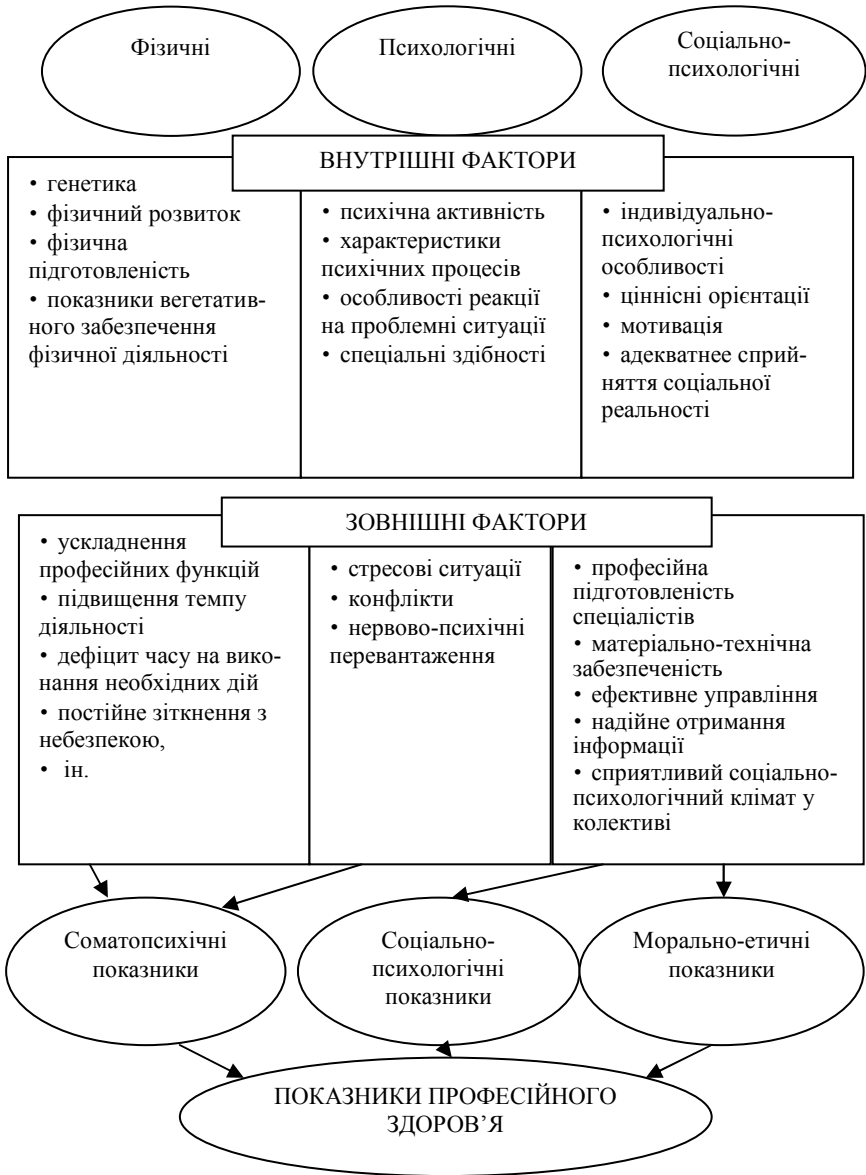 Фізичні
Психологічні
Соціально-
психологічні
ВНУТРІШНІ ФАКТОРИ
• генетика
• фізичний розвиток
• фізична
підготовленість
• показники вегетатив-
ного забезпечення
фізичної діяльності
• психічна активність
• характеристики
психічних процесів
• особливості реакції
на проблемні ситуації
• спеціальні здібності
• індивідуально-
психологічні
особливості
• ціннісні орієнтації
• мотивація
• адекватнее сприй-
няття соціальної
реальності
ЗОВНІШНІ ФАКТОРИ
• ускладнення
професійних функцій
• підвищення темпу
діяльності
• дефіцит часу на вико-
нання необхідних дій
• постійне зіткнення з
небезпекою,
• ін.
• стресові ситуації
• конфлікти
• нервово-психічні
перевантаження
• професійна
підготовленість
спеціалістів
• матеріально-технічна
забезпеченість
• ефективне управління
• надійне отримання
інформації
• сприятливий соціально-
психологічний клімат у
колективі
Соматопсихічні
показники
Соціально-
психологічні
показники
Морально-етичні
показники
ПОКАЗНИКИ ПРОФЕСІЙНОГО
ЗДОРОВ’Я